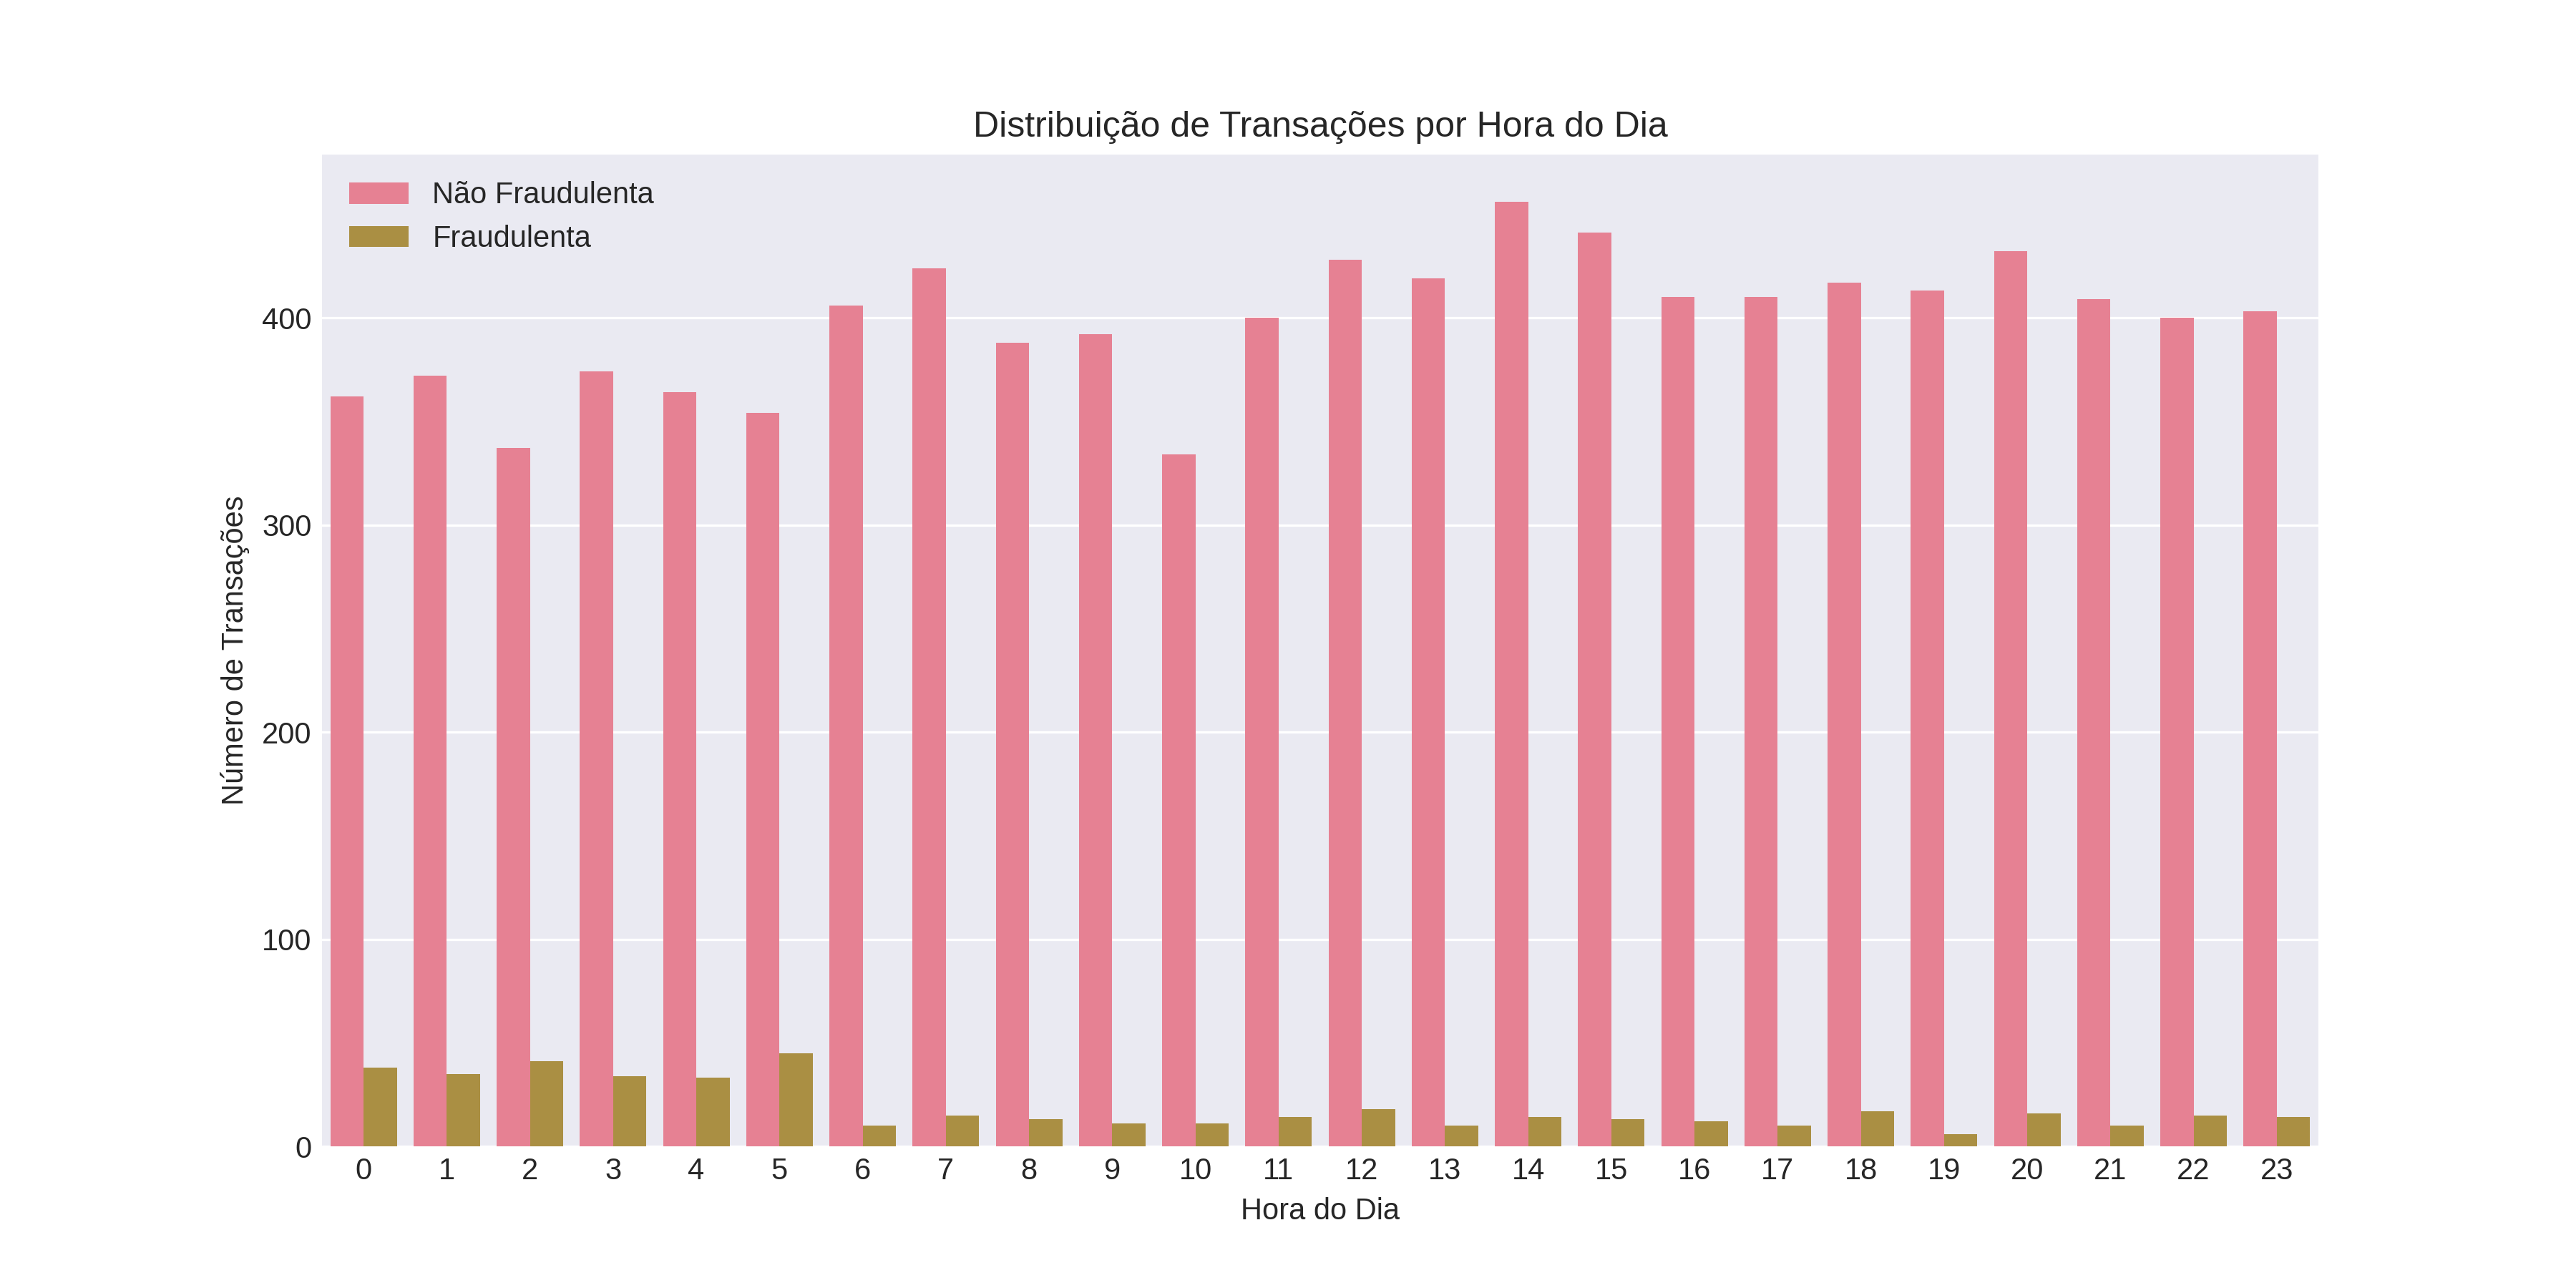 Distribuição de Transações por Hora do Dia
Não Fraudulenta
Fraudulenta
Número de Transações
400
300
200
100
0
0 1 2 3 4 5 6 7 8 9 10 11 12 13 14 15 16 17 18 19 20 21 22 23
Hora do Dia